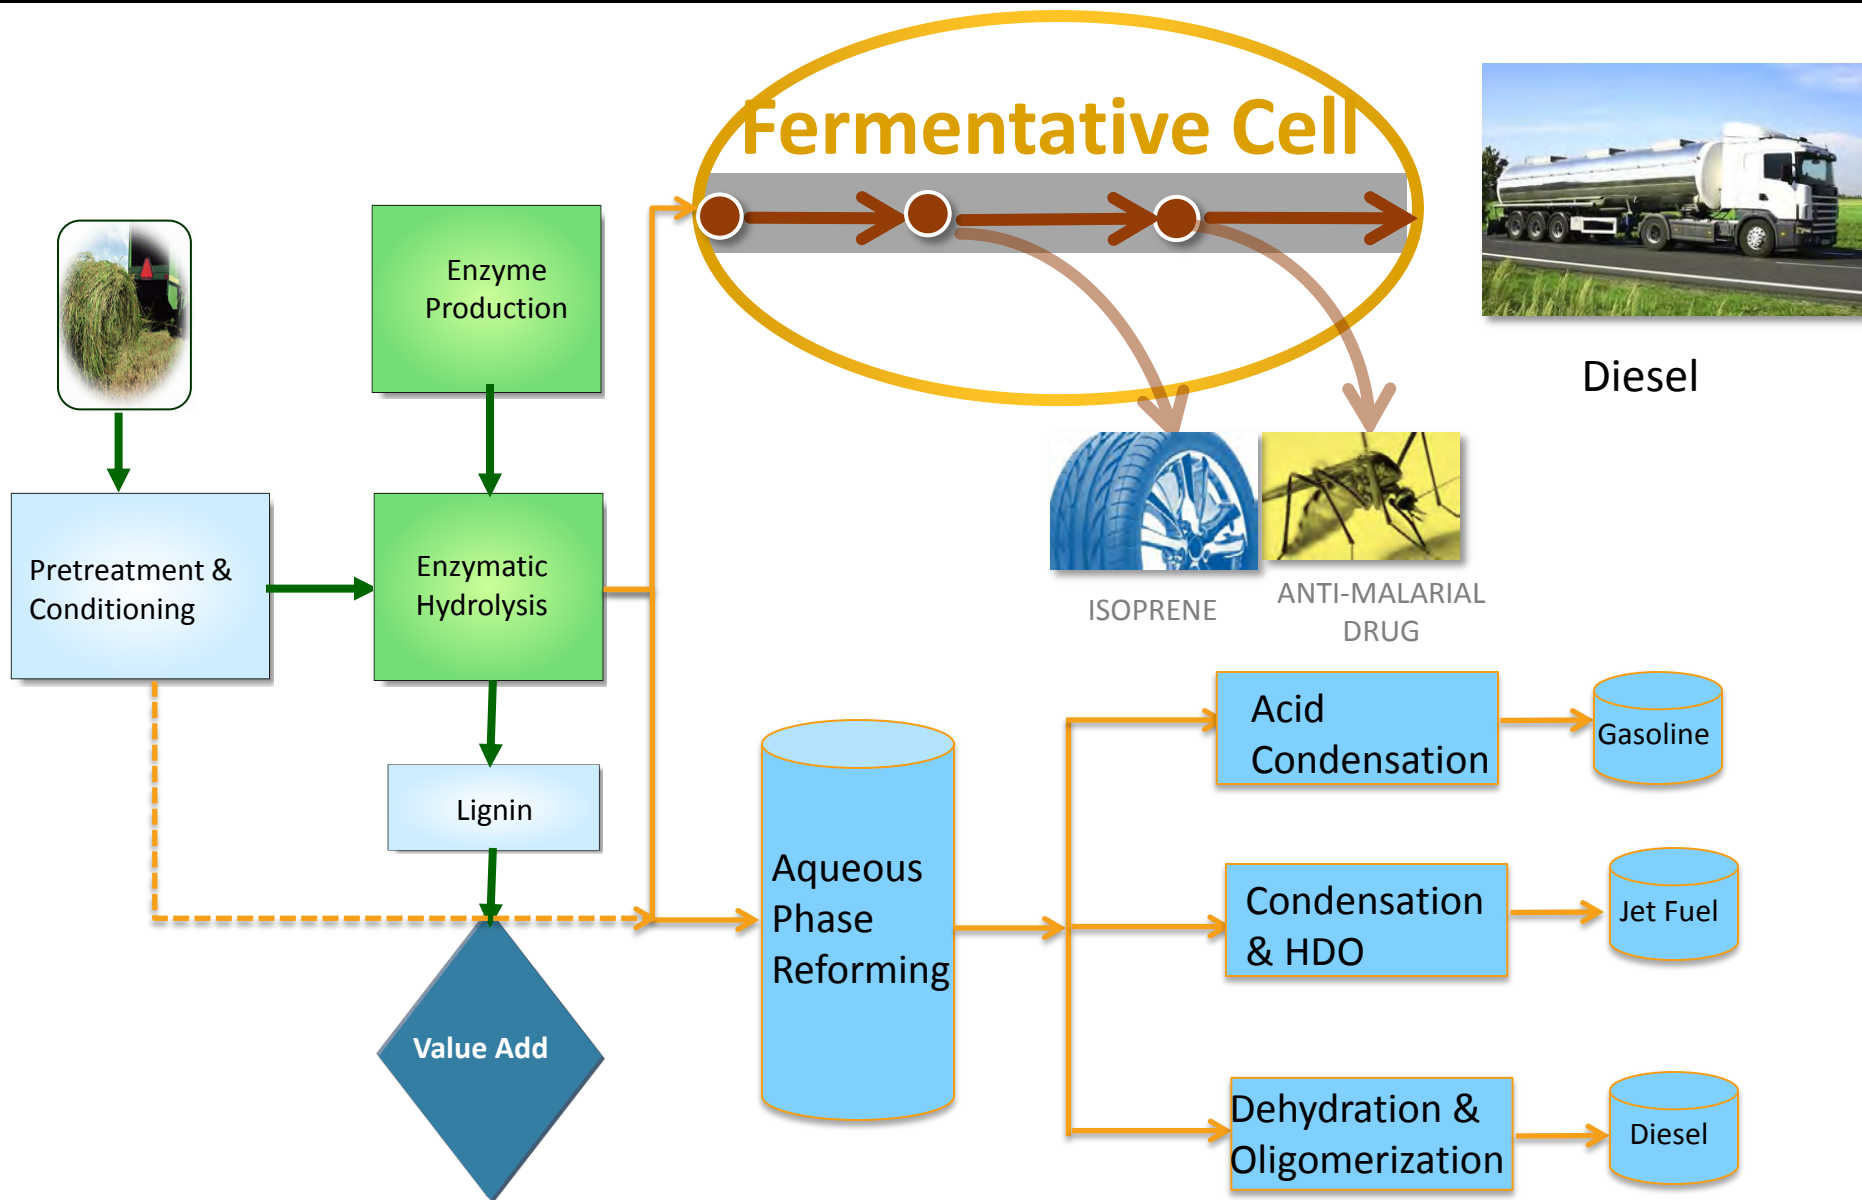 Fermentative Cell
Diesel
Enzyme
Production
Pretreatment &
Conditioning
Enzymatic
Hydrolysis
ISOPRENE
ANTI-MALARIAL
DRUG
Lignin
Value Add
Aqueous
Phase
Reforming
Acid
Condensation
Gasoline
Condensation
& HDO
Jet Fuel
Dehydration &
Oligomerization
Diesel